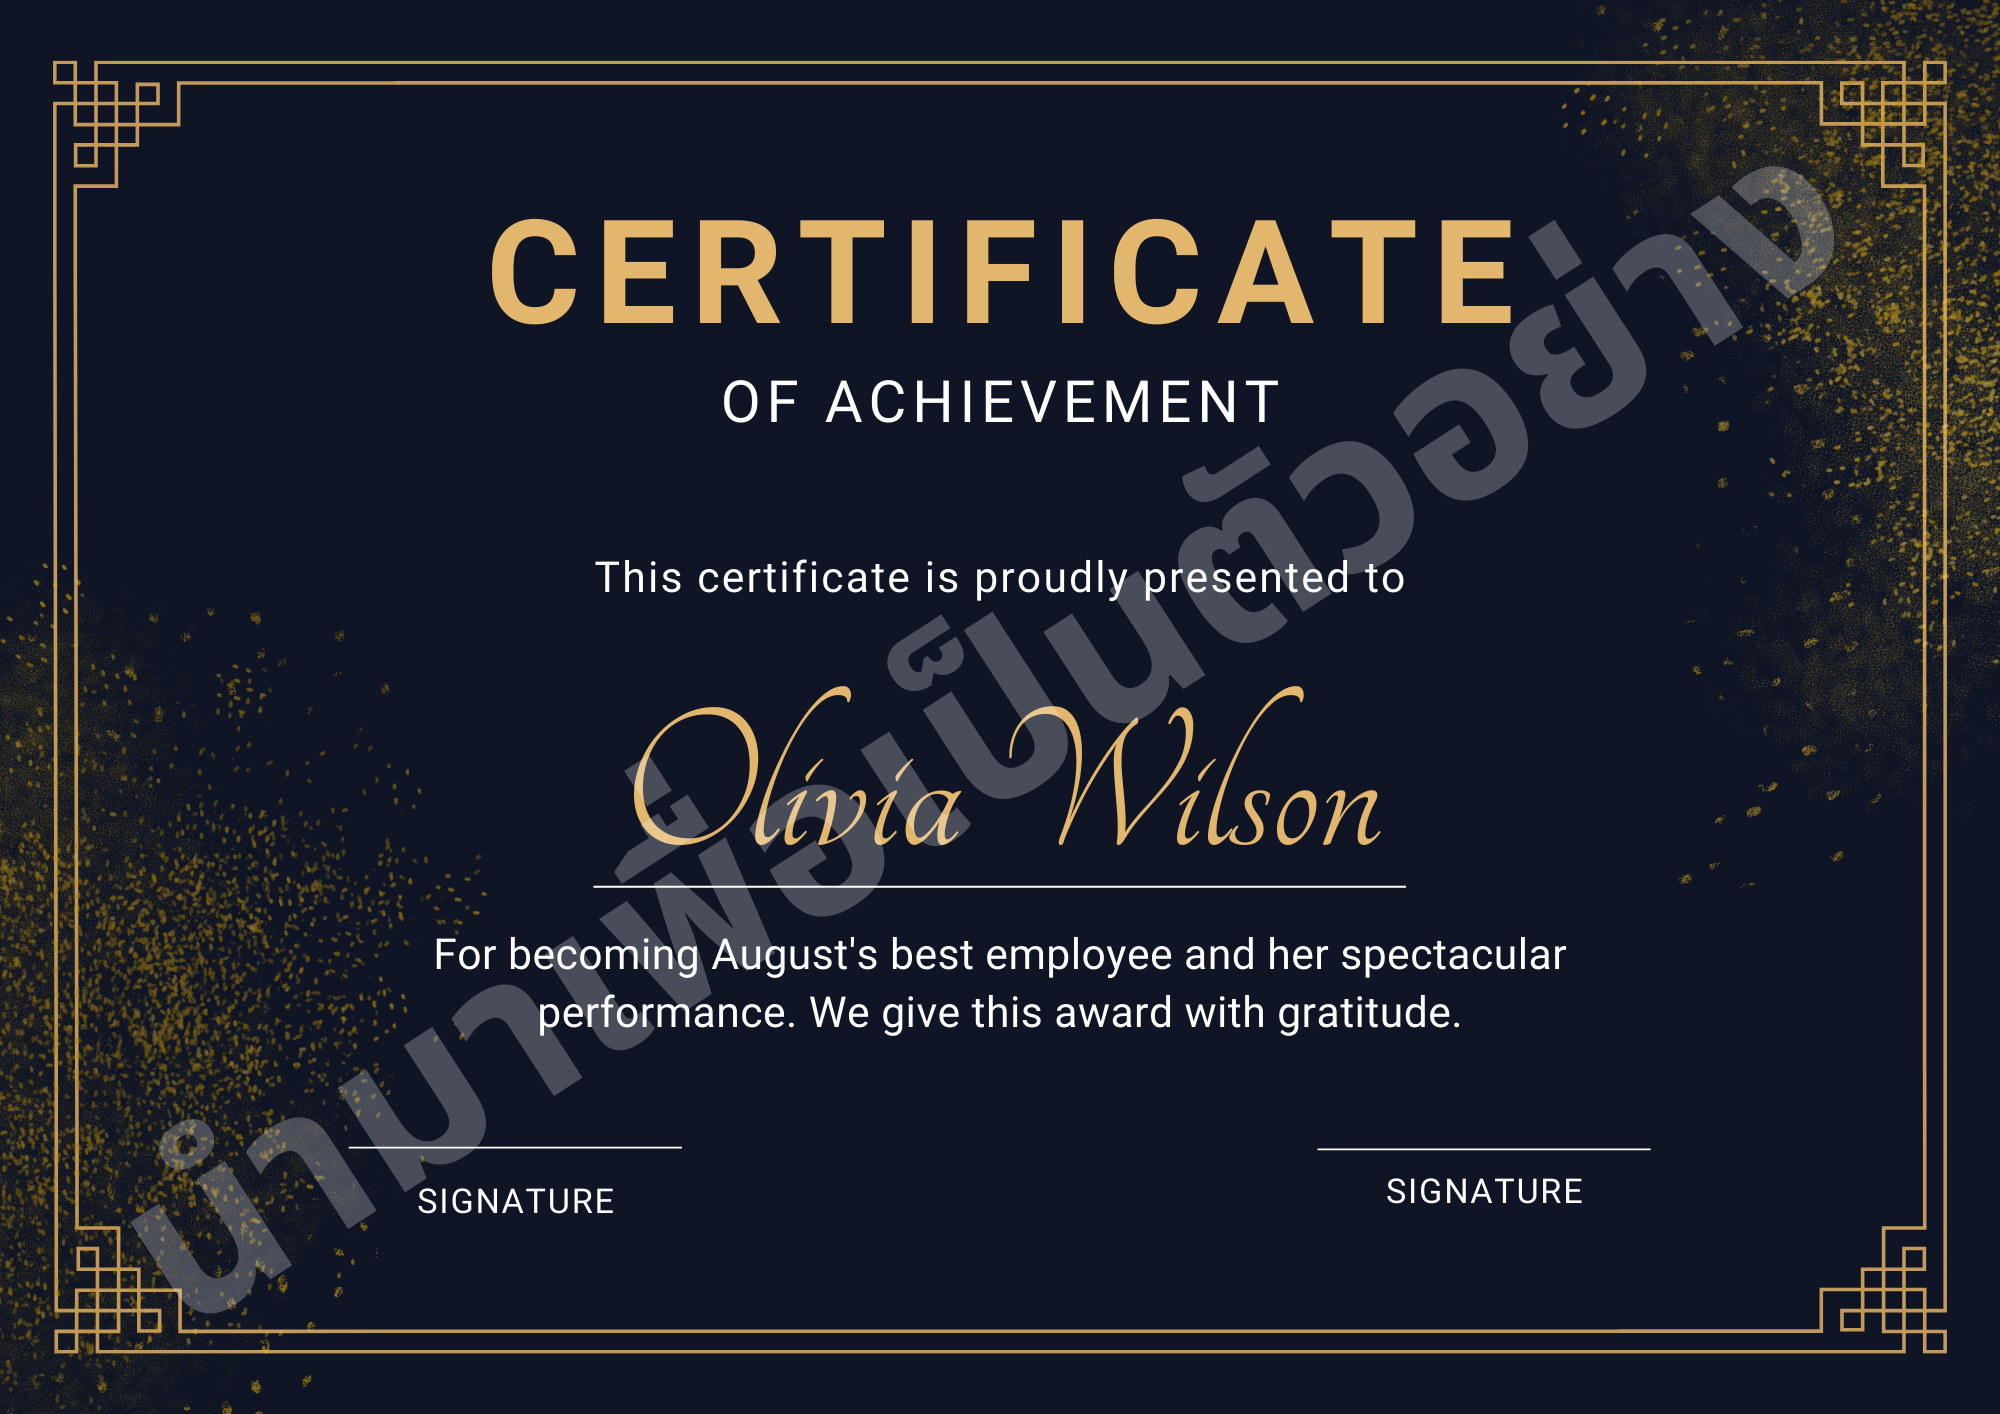 CERTIFICATE
OF ACHIEVEMENT
This certificate is proudly presented to
Olivia Wilson
For becoming August's best employee and her spectacular
performance. We give this award with gratitude.
SIGNATURE
SIGNATURE
นำมาเพื่อเป็นตัวอย่าง